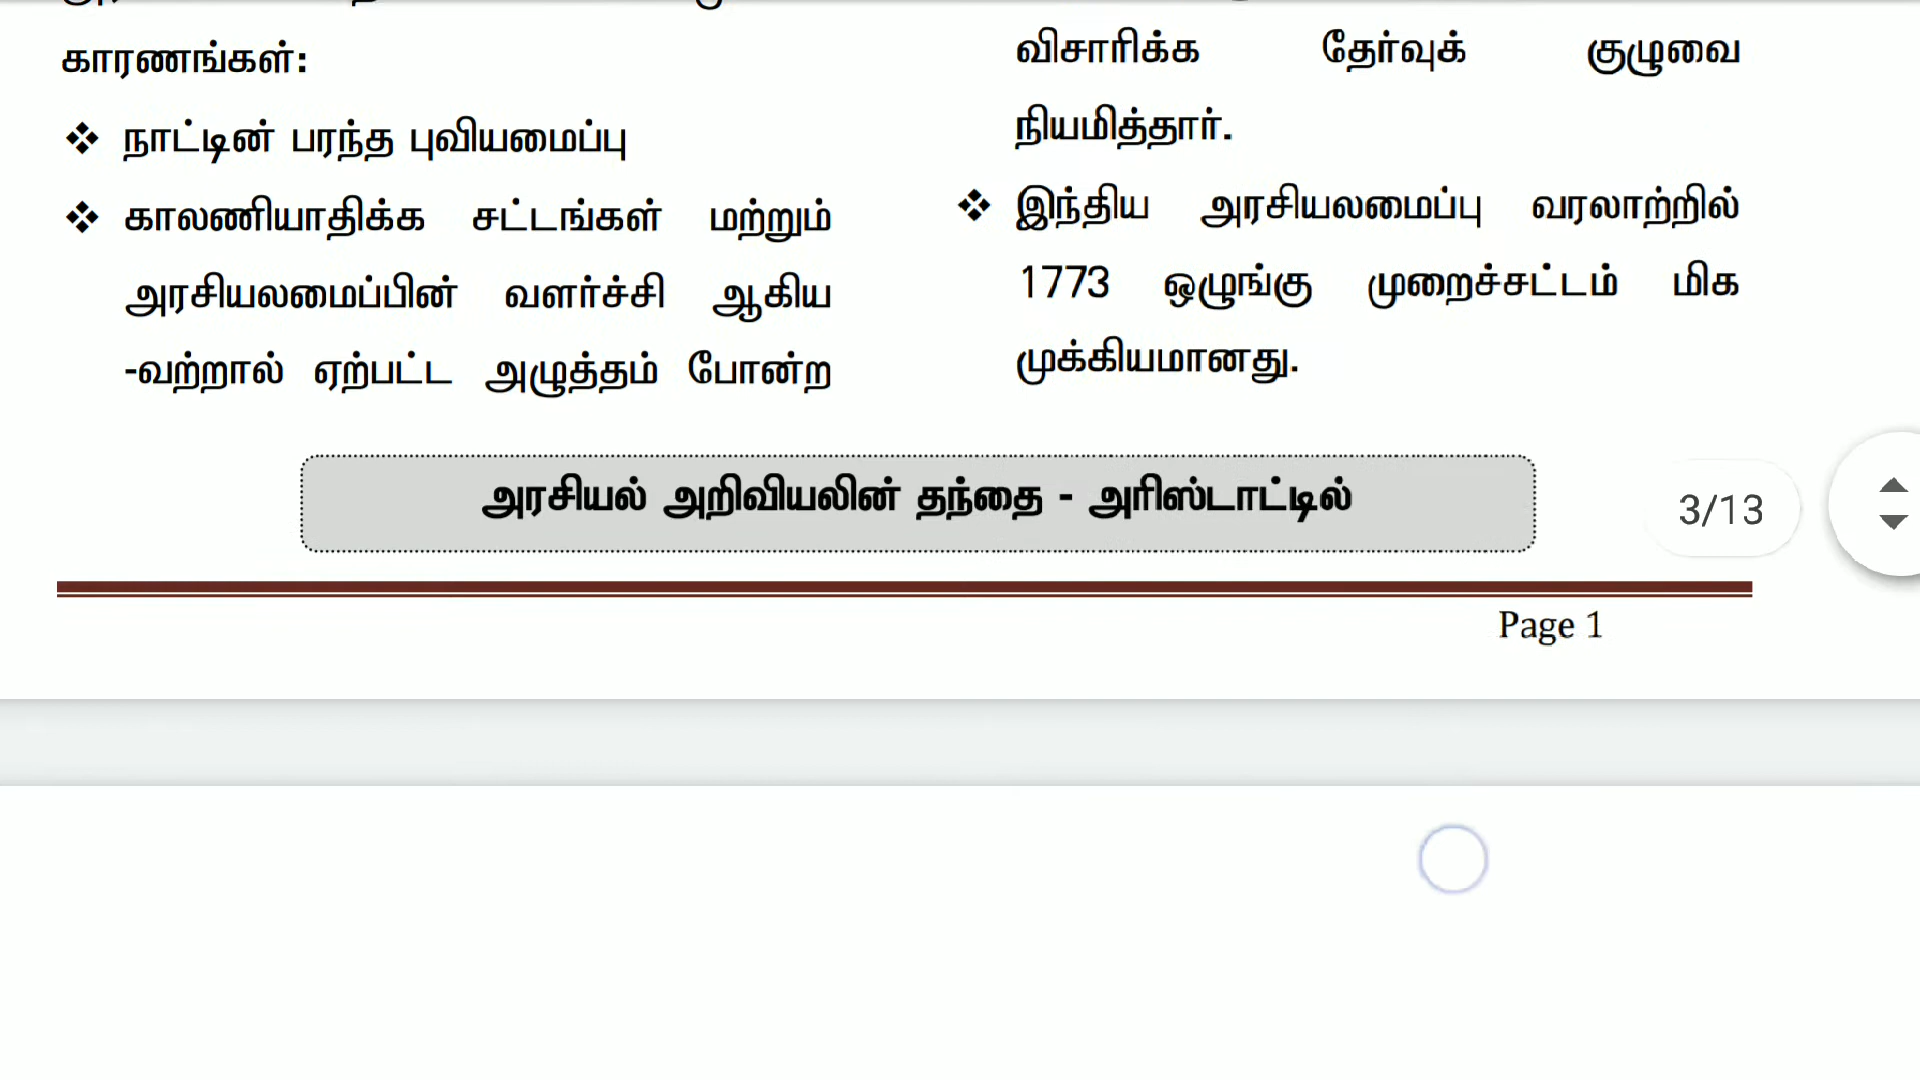 காரணங்கள்:
❖ நாட்டின் பரந்த புவியமைப்பு
❖ காலணியாதிக்க சட்டங்கள் மற்றும்
அரசியலமைப்பின் வளர்ச்சி ஆகிய
-வற்றால் ஏற்பட்ட அழுத்தம் போன்ற
விசாரிக்க தேர்வுக் குழுவை
நியமித்தார்.
❖ இந்திய அரசியலமைப்பு வரலாற்றில்
1773 ஒழுங்கு முறைச்சட்டம் மிக
முக்கியமானது.
அரசியல் அறிவியலின் தந்தை - அரிஸ்டாட்டில்
3/13
Page 1